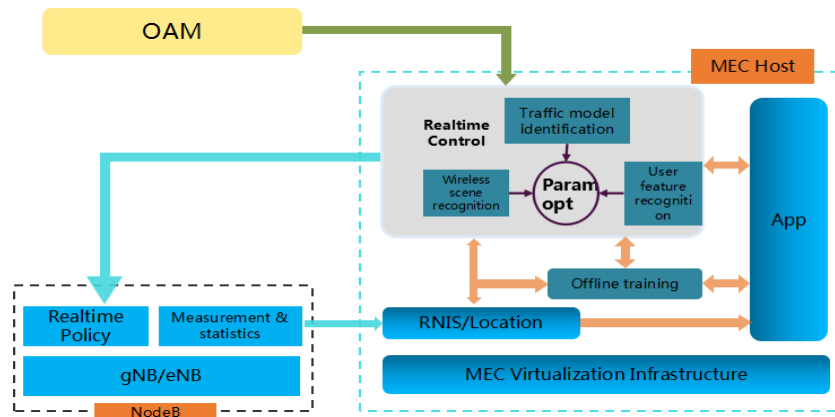 OAM
MEC Host
Realtime
Control
Traffic model
identification
Wireless
scene
recognition
Param
opt
User
feature
recogniti
on
App
Offline training
Realtime
Policy
Measurement &
statistics
RNIS/Location
gNB/eNB
MEC Virtualization Infrastructure
NodeB